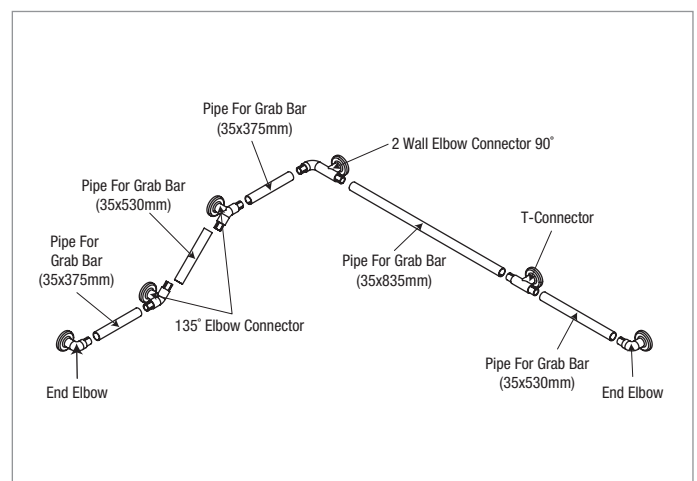 Pipe For Grab Bar
(35x375mm)
2 Wall Elbow Connector 90˚
Pipe For Grab Bar
(35x530mm)
T-Connector
Pipe For
Grab Bar
(35x375mm)
Pipe For Grab Bar
(35x835mm)
135˚ Elbow Connector
Pipe For Grab Bar
(35x530mm)
End Elbow
End Elbow